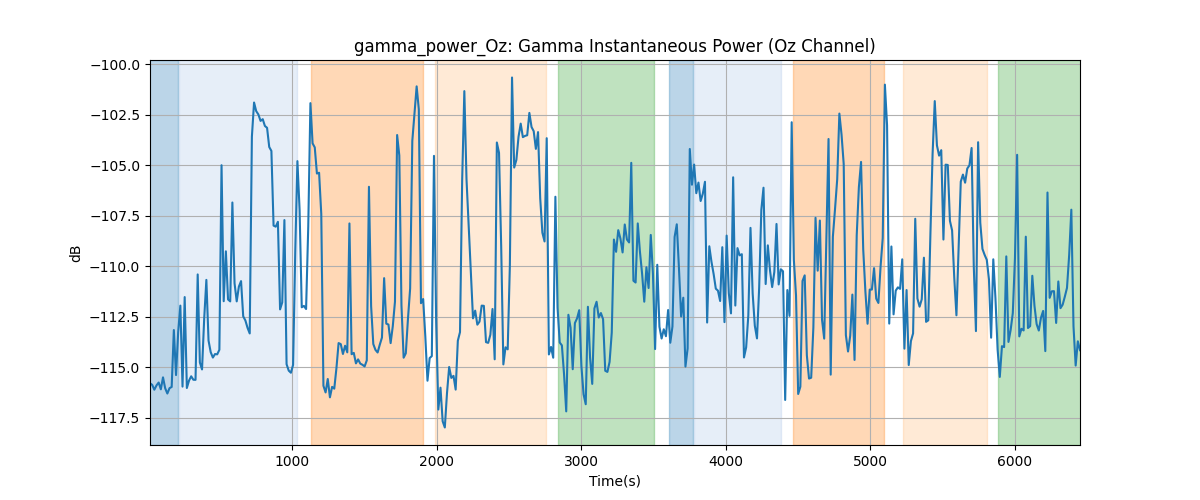 gamma_power_Oz: Gamma Instantaneous Power (Oz Channel)
−100.0
−102.5
−105.0
−107.5
−110.0
−112.5
−115.0
−117.5
dB
1000 2000 3000 4000 5000 6000
Time(s)